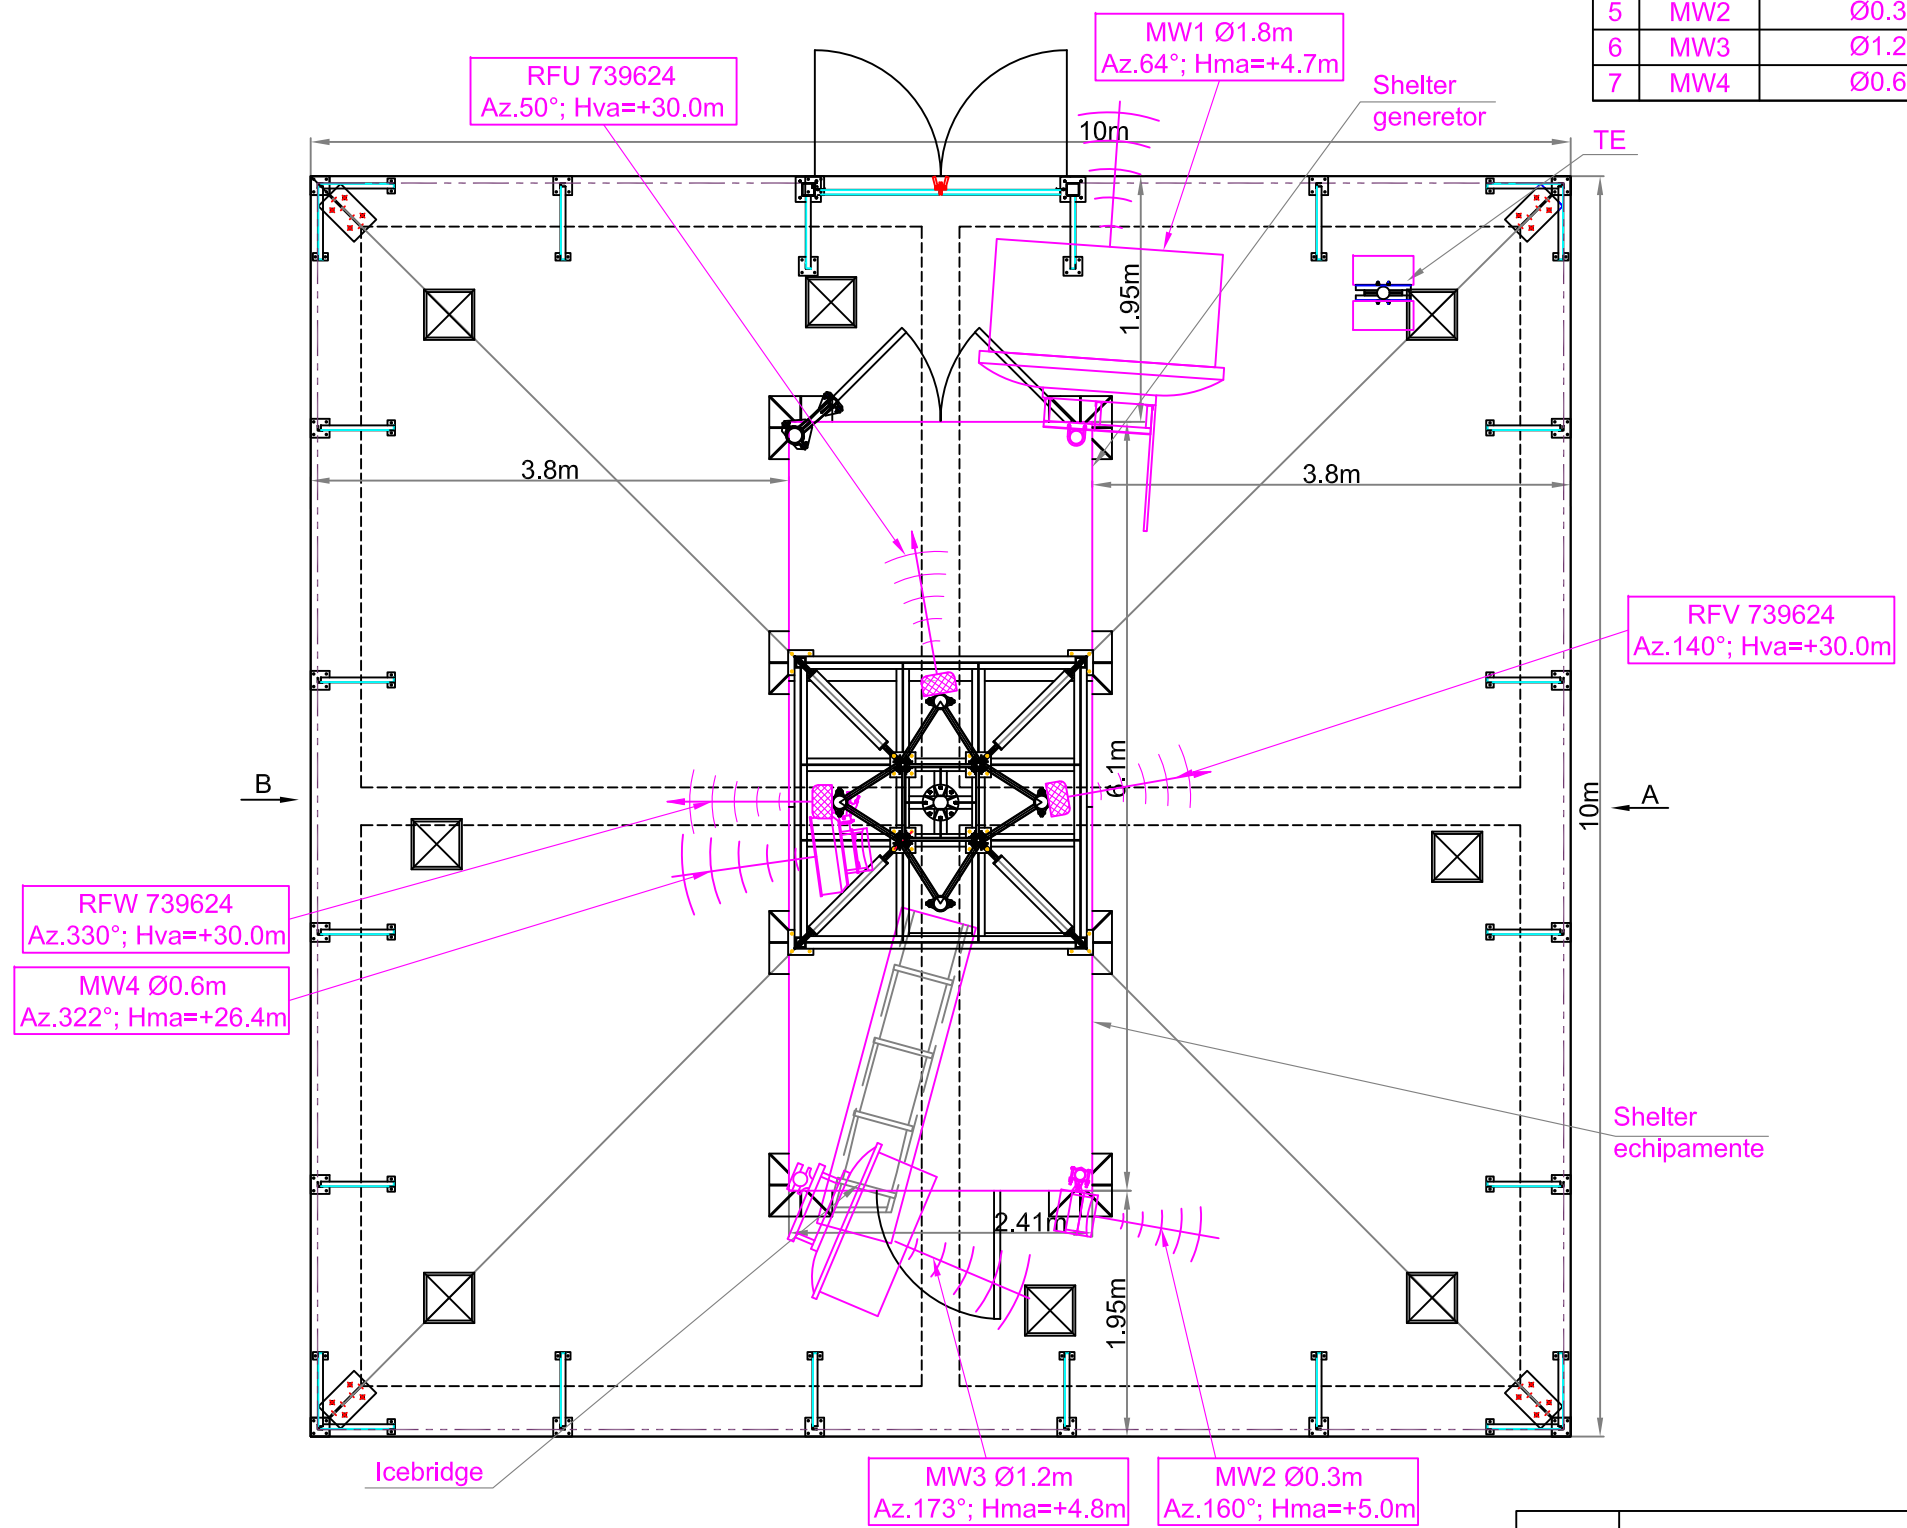 5 MW2 Ø0.3
6 MW3 Ø1.2
7 MW4 Ø0.6
MW1 Ø1.8m
Az.64°; Hma=+4.7m
RFU 739624
Az.50°; Hva=+30.0m
Shelter
generetor
10m
TE
1.95m
3.8m
3.8m
RFV 739624
Az.140°; Hva=+30.0m
6.1m
B
A
10m
RFW 739624
Az.330°; Hva=+30.0m
MW4 Ø0.6m
Az.322°; Hma=+26.4m
Shelter
echipamente
2.41m
1.95m
Icebridge
MW3 Ø1.2m
Az.173°; Hma=+4.8m
MW2 Ø0.3m
Az.160°; Hma=+5.0m